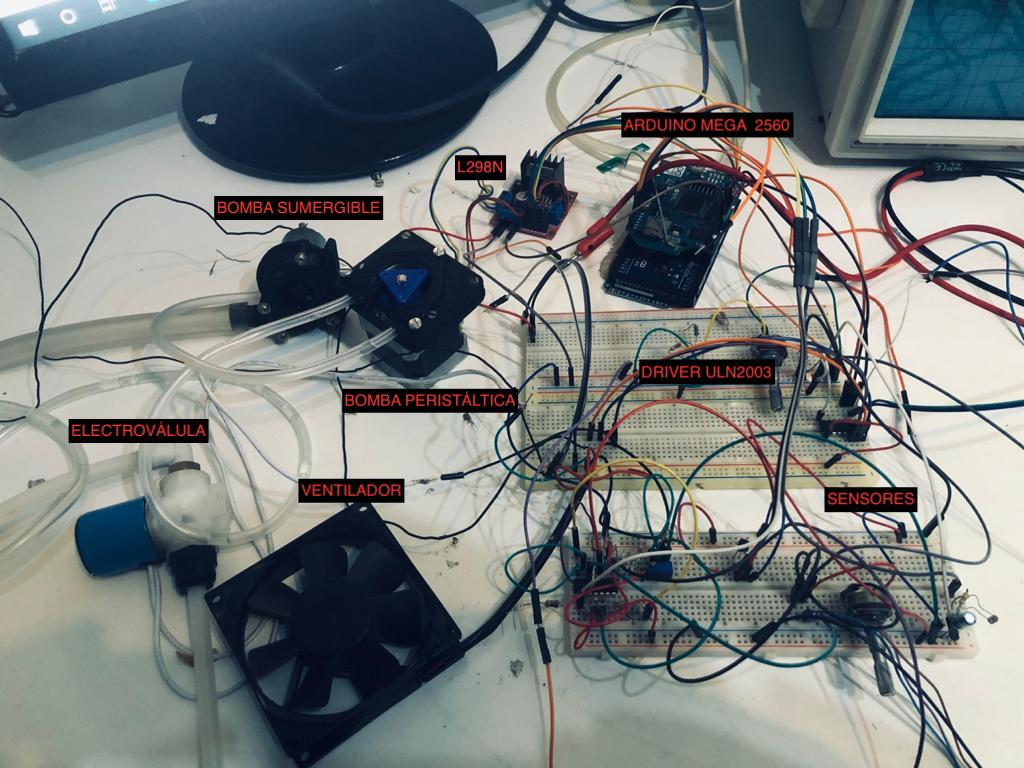 ARDUINO MEGA 2560
L298N
BOMBA SUMERGIBLE
DRIVER ULN2003
BOMBA PERISTÁLTICA
ELECTROVÁLULA
VENTILADOR
SENSORES